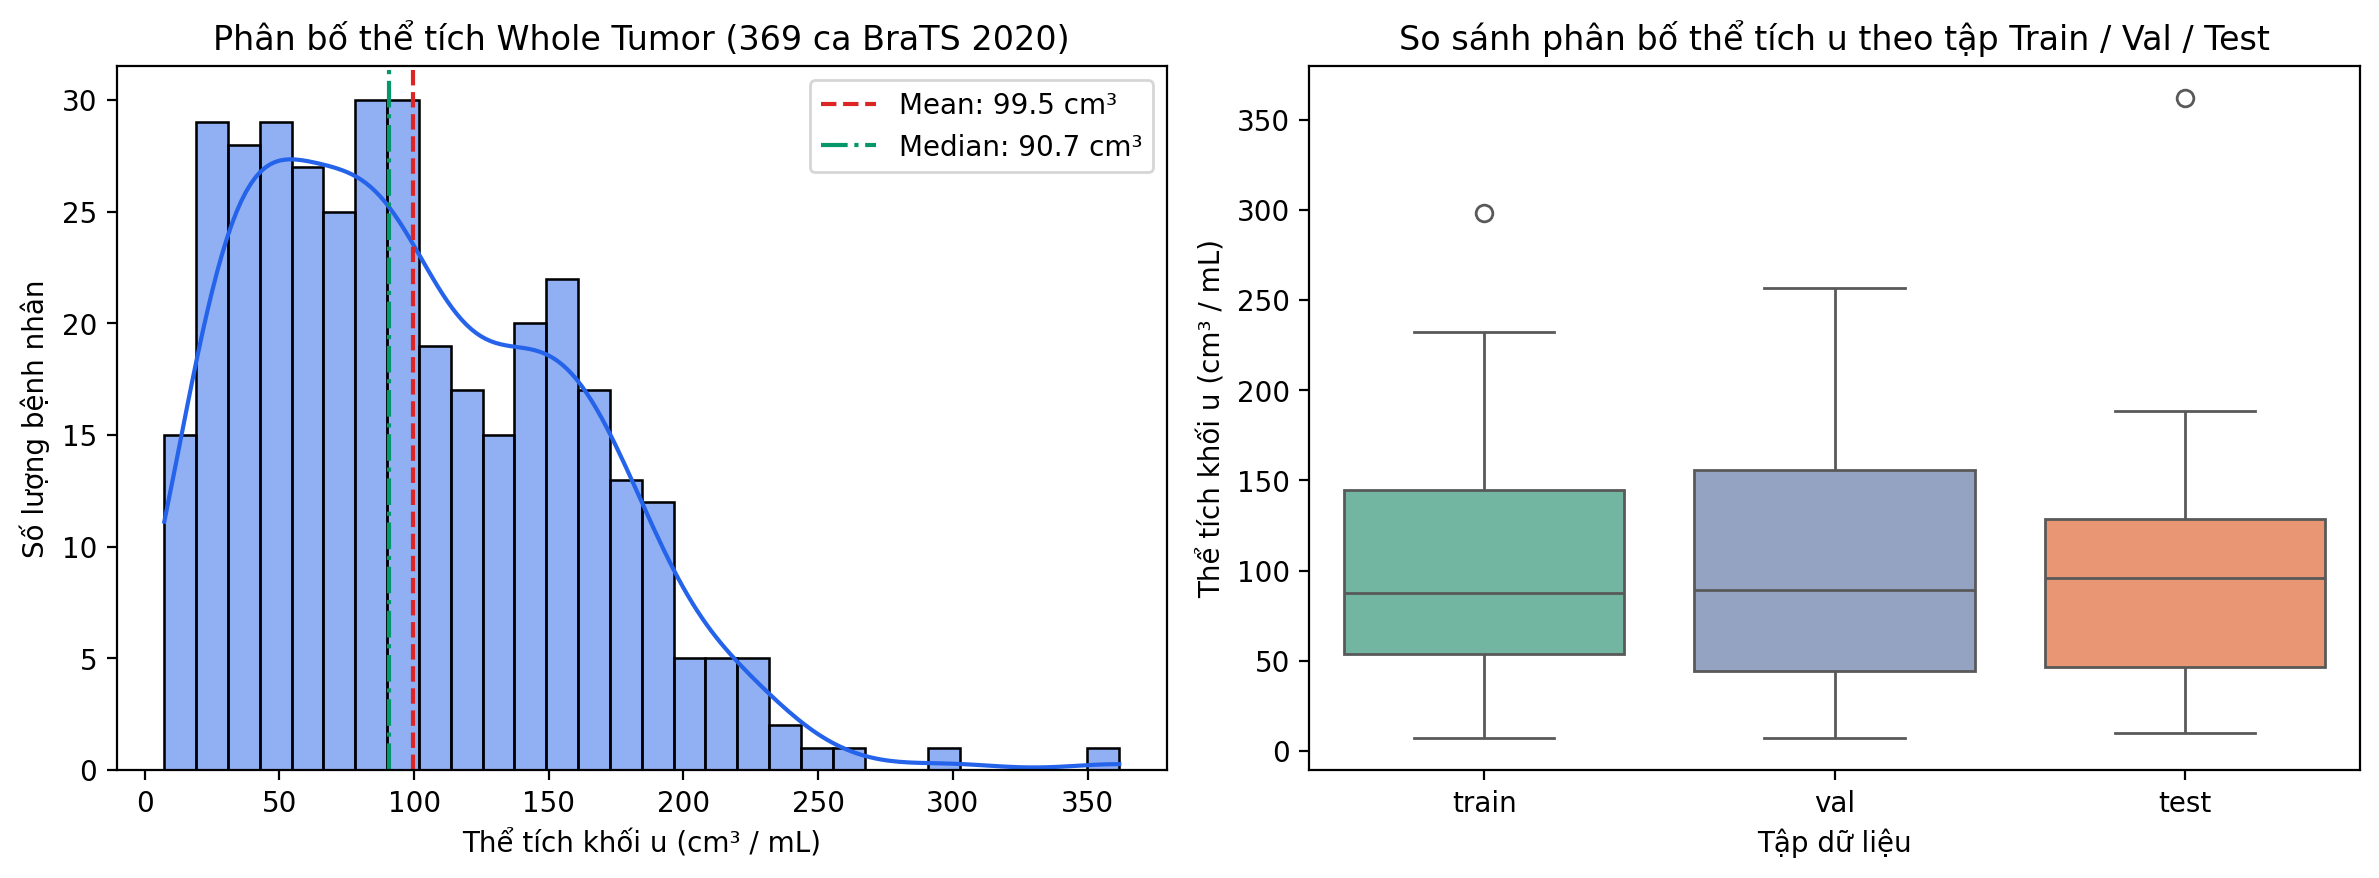 Phân bố thể tích Whole Tumor (369 ca BraTS 2020)
Số lượng bệnh nhân
30
25
20
15
10
5
0
Mean: 99.5 cm³
Median: 90.7 cm³
0 50 100 150 200 250 300 350
Thể tích khối u (cm³ / mL)
So sánh phân bố thể tích u theo tập Train / Val / Test
Thể tích khối u (cm³ / mL)
350
300
250
200
150
100
50
0
train val test
Tập dữ liệu